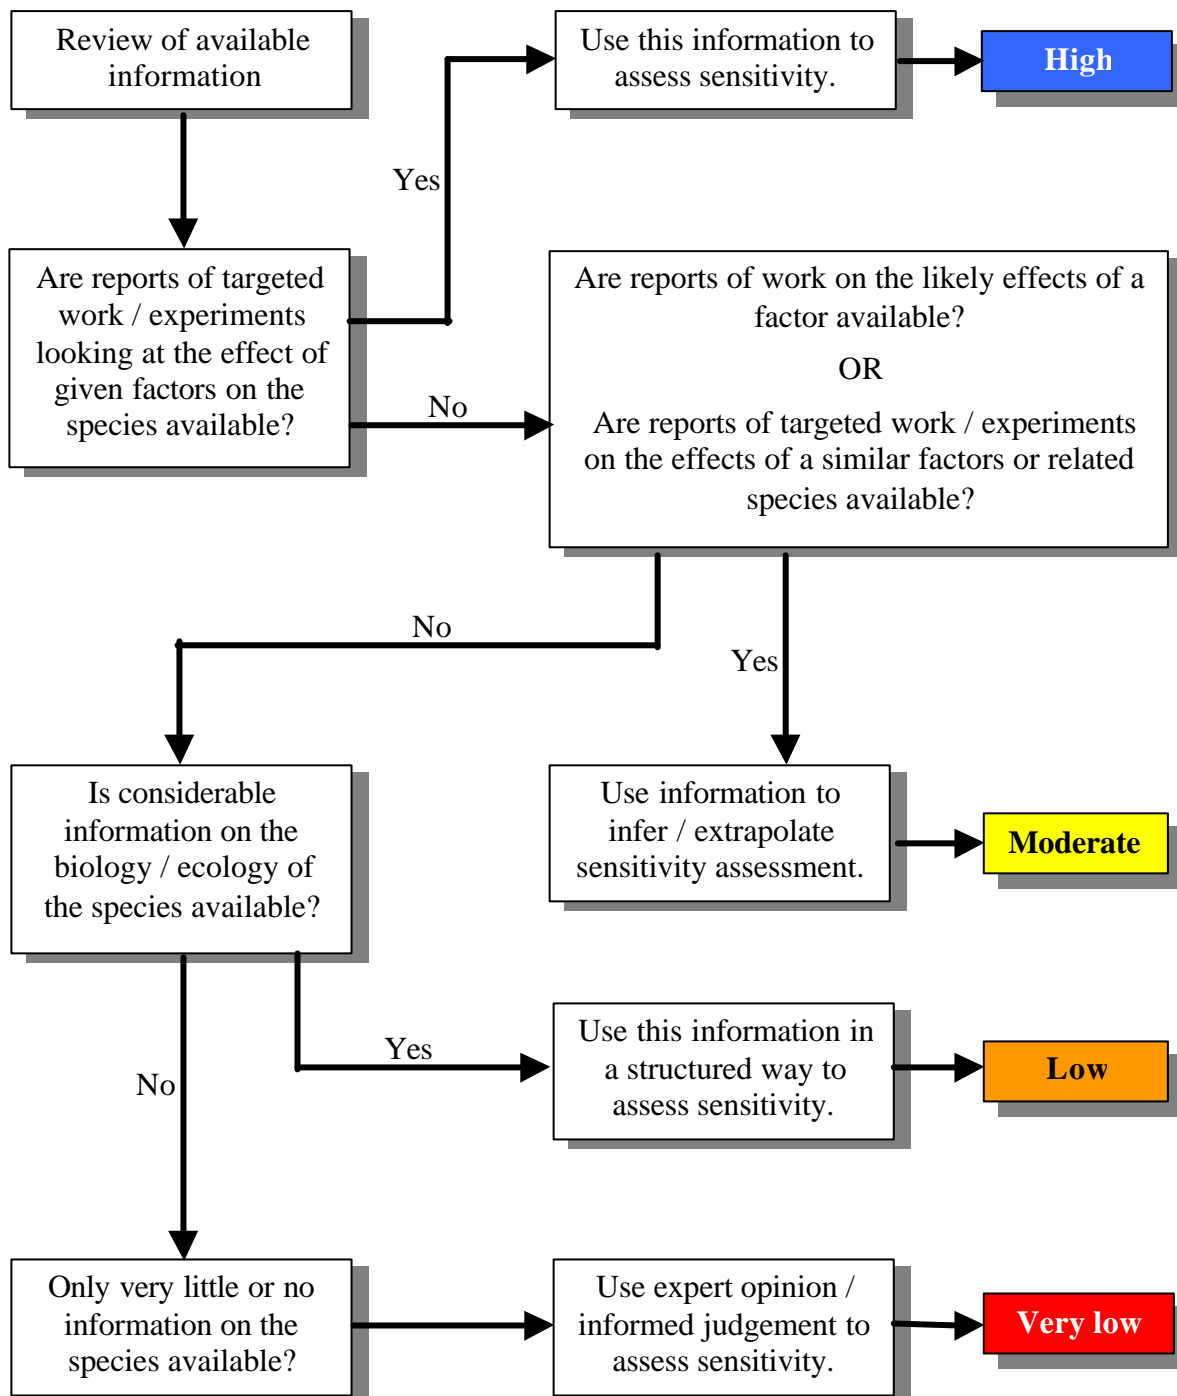 Review of available
information
Use this information to
assess sensitivity.
High
Yes
Are reports of targeted
work / experiments
looking at the effect of
given factors on the
species available?
No
Are reports of work on the likely effects of a
factor available?
OR
Are reports of targeted work / experiments
on the effects of a similar factors or related
species available?
No
Yes
Is considerable
information on the
biology / ecology of
the species available?
Use information to
infer / extrapolate
sensitivity assessment.
Moderate
Yes
Use this information in
a structured way to
assess sensitivity.
Low
No
Only very little or no
information on the
species available?
Use expert opinion /
informed judgement to
assess sensitivity.
Very low